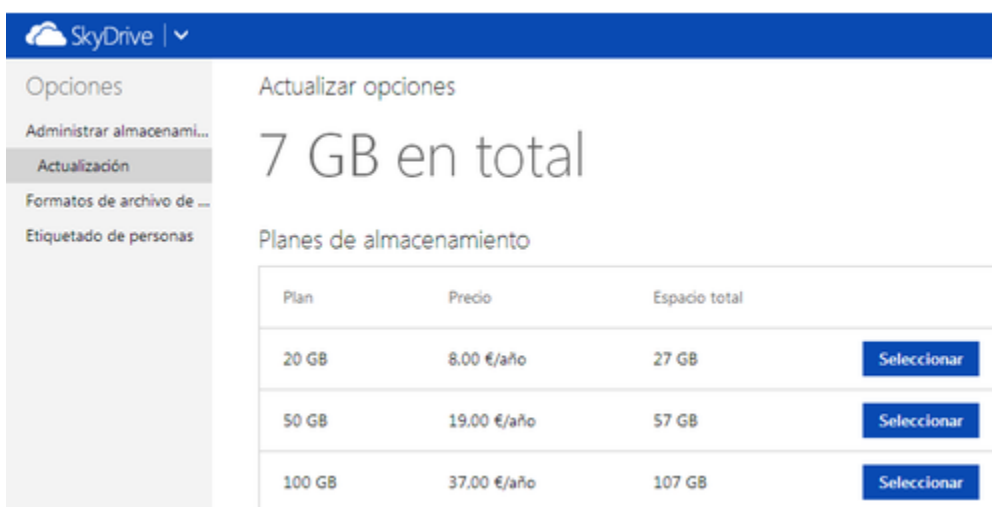 SkyDrive
Opciones
Administrar almacenami...
Actualización
Formatos de archivo de ...
Etiquetado de personas
Actualizar opciones
7 GB en total
Planes de almacenamiento
Plan Precio Espacio total
20 GB 8,00 €/año 27 GB Seleccionar
50 GB 19,00 €/año 57 GB Seleccionar
100 GB 37,00 €/año 107 GB Seleccionar